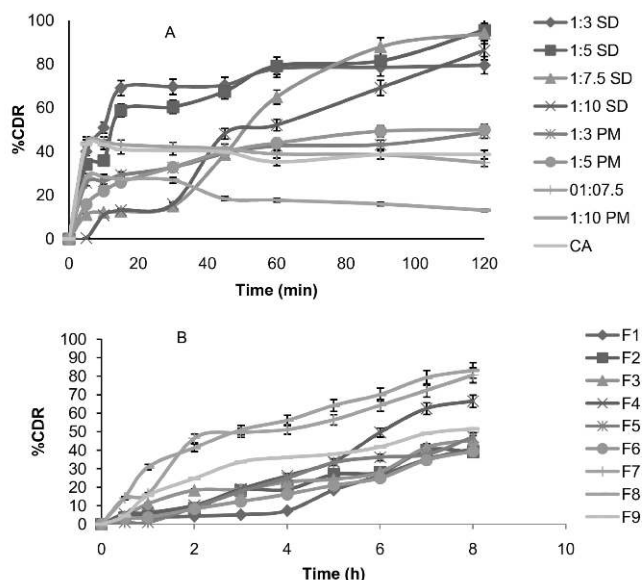 A
%CDR
100
80
60
40
20
0
0 20 40 60 80 100 120
Time (min)
1:3 SD
1:5 SD
1:7.5 SD
1:10 SD
1:3 PM
1:5 PM
01:07.5
1:10 PM
CA
B
%CDR
100
90
80
70
60
50
40
30
20
10
0
0 2 4 6 8 10
Time (h)
F1
F2
F3
F4
F5
F6
F7
F8
F9